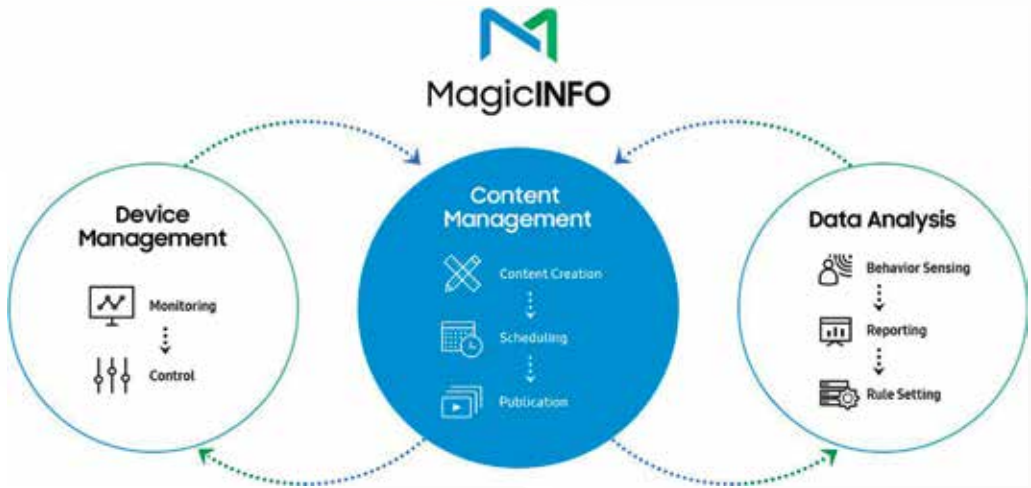 MagicINFO
Device
Management
Monitoring
Control
Content
Management
Content Creation
Scheduling
Publication
Data Analysis
Behavior Sensing
Reporting
Rule Setting